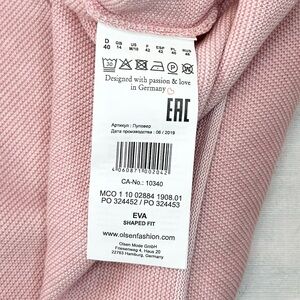 D GB US F ESP PL RUS
40 14 M/10 42 42 40 46
Designed with passion & love
in Germany
EAC
Артикул : Пуловер
Дата производства : 06 / 2019
4060871002042
CA-No.: 10340
MCO 1 10 02884 1908.01
PO 324452 / PO 324453
EVA
SHAPED FIT
www.olsenfashion.com
Olsen Mode GmbH
Friesenweg 4, Haus 20
22763 Hamburg, Germany